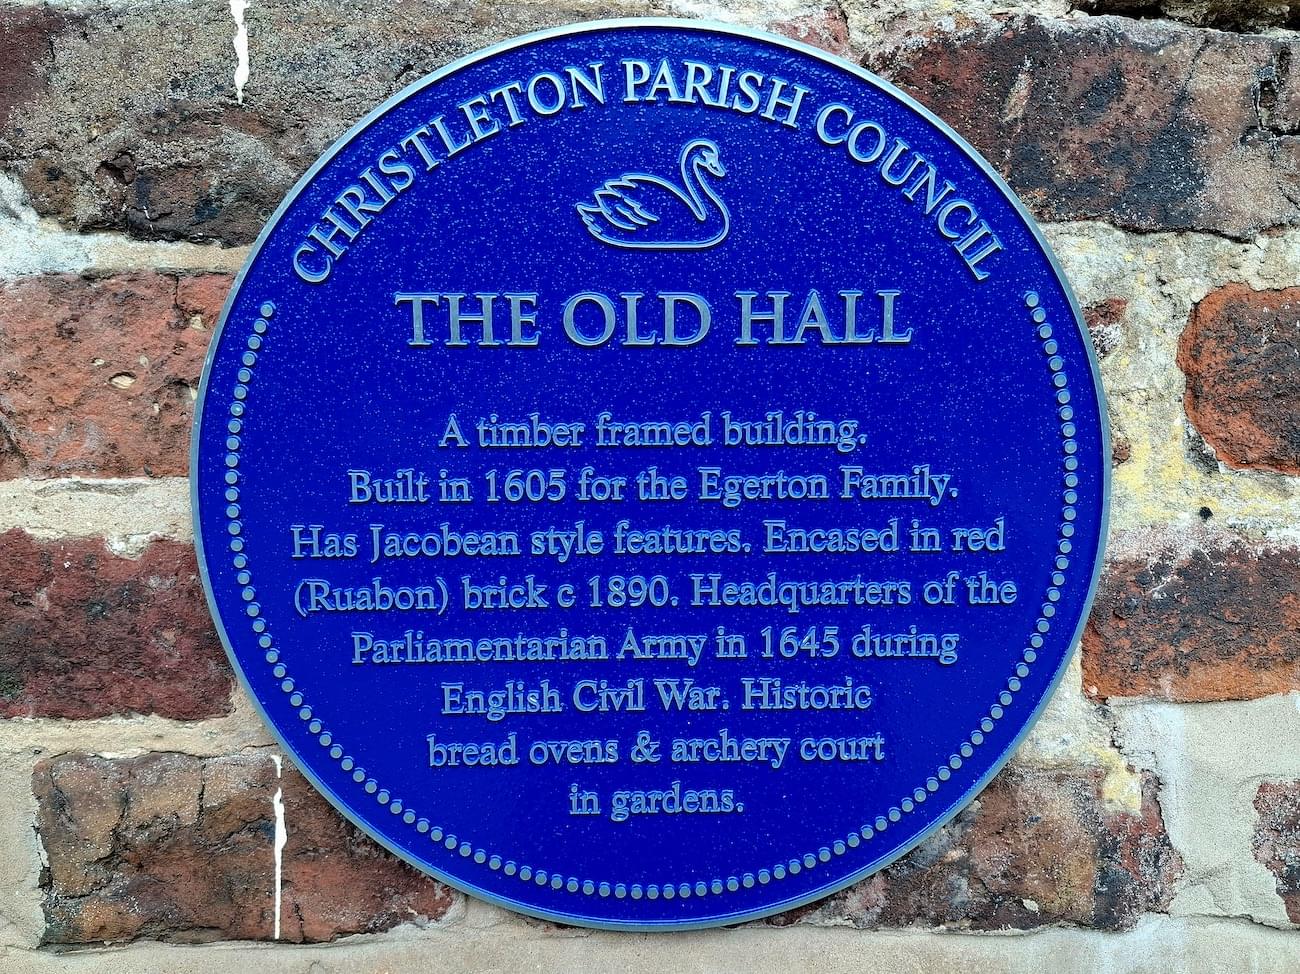 CHRISTLETON PARISH COUNCIL
THE OLD HALL
A timber framed building.
Built in 1605 for the Egerton Family.
Has Jacobean style features. Encased in red
(Ruabon) brick c 1890. Headquarters of the
Parliamentarian Army in 1645 during
English Civil War. Historic
bread ovens & archery court
in gardens.